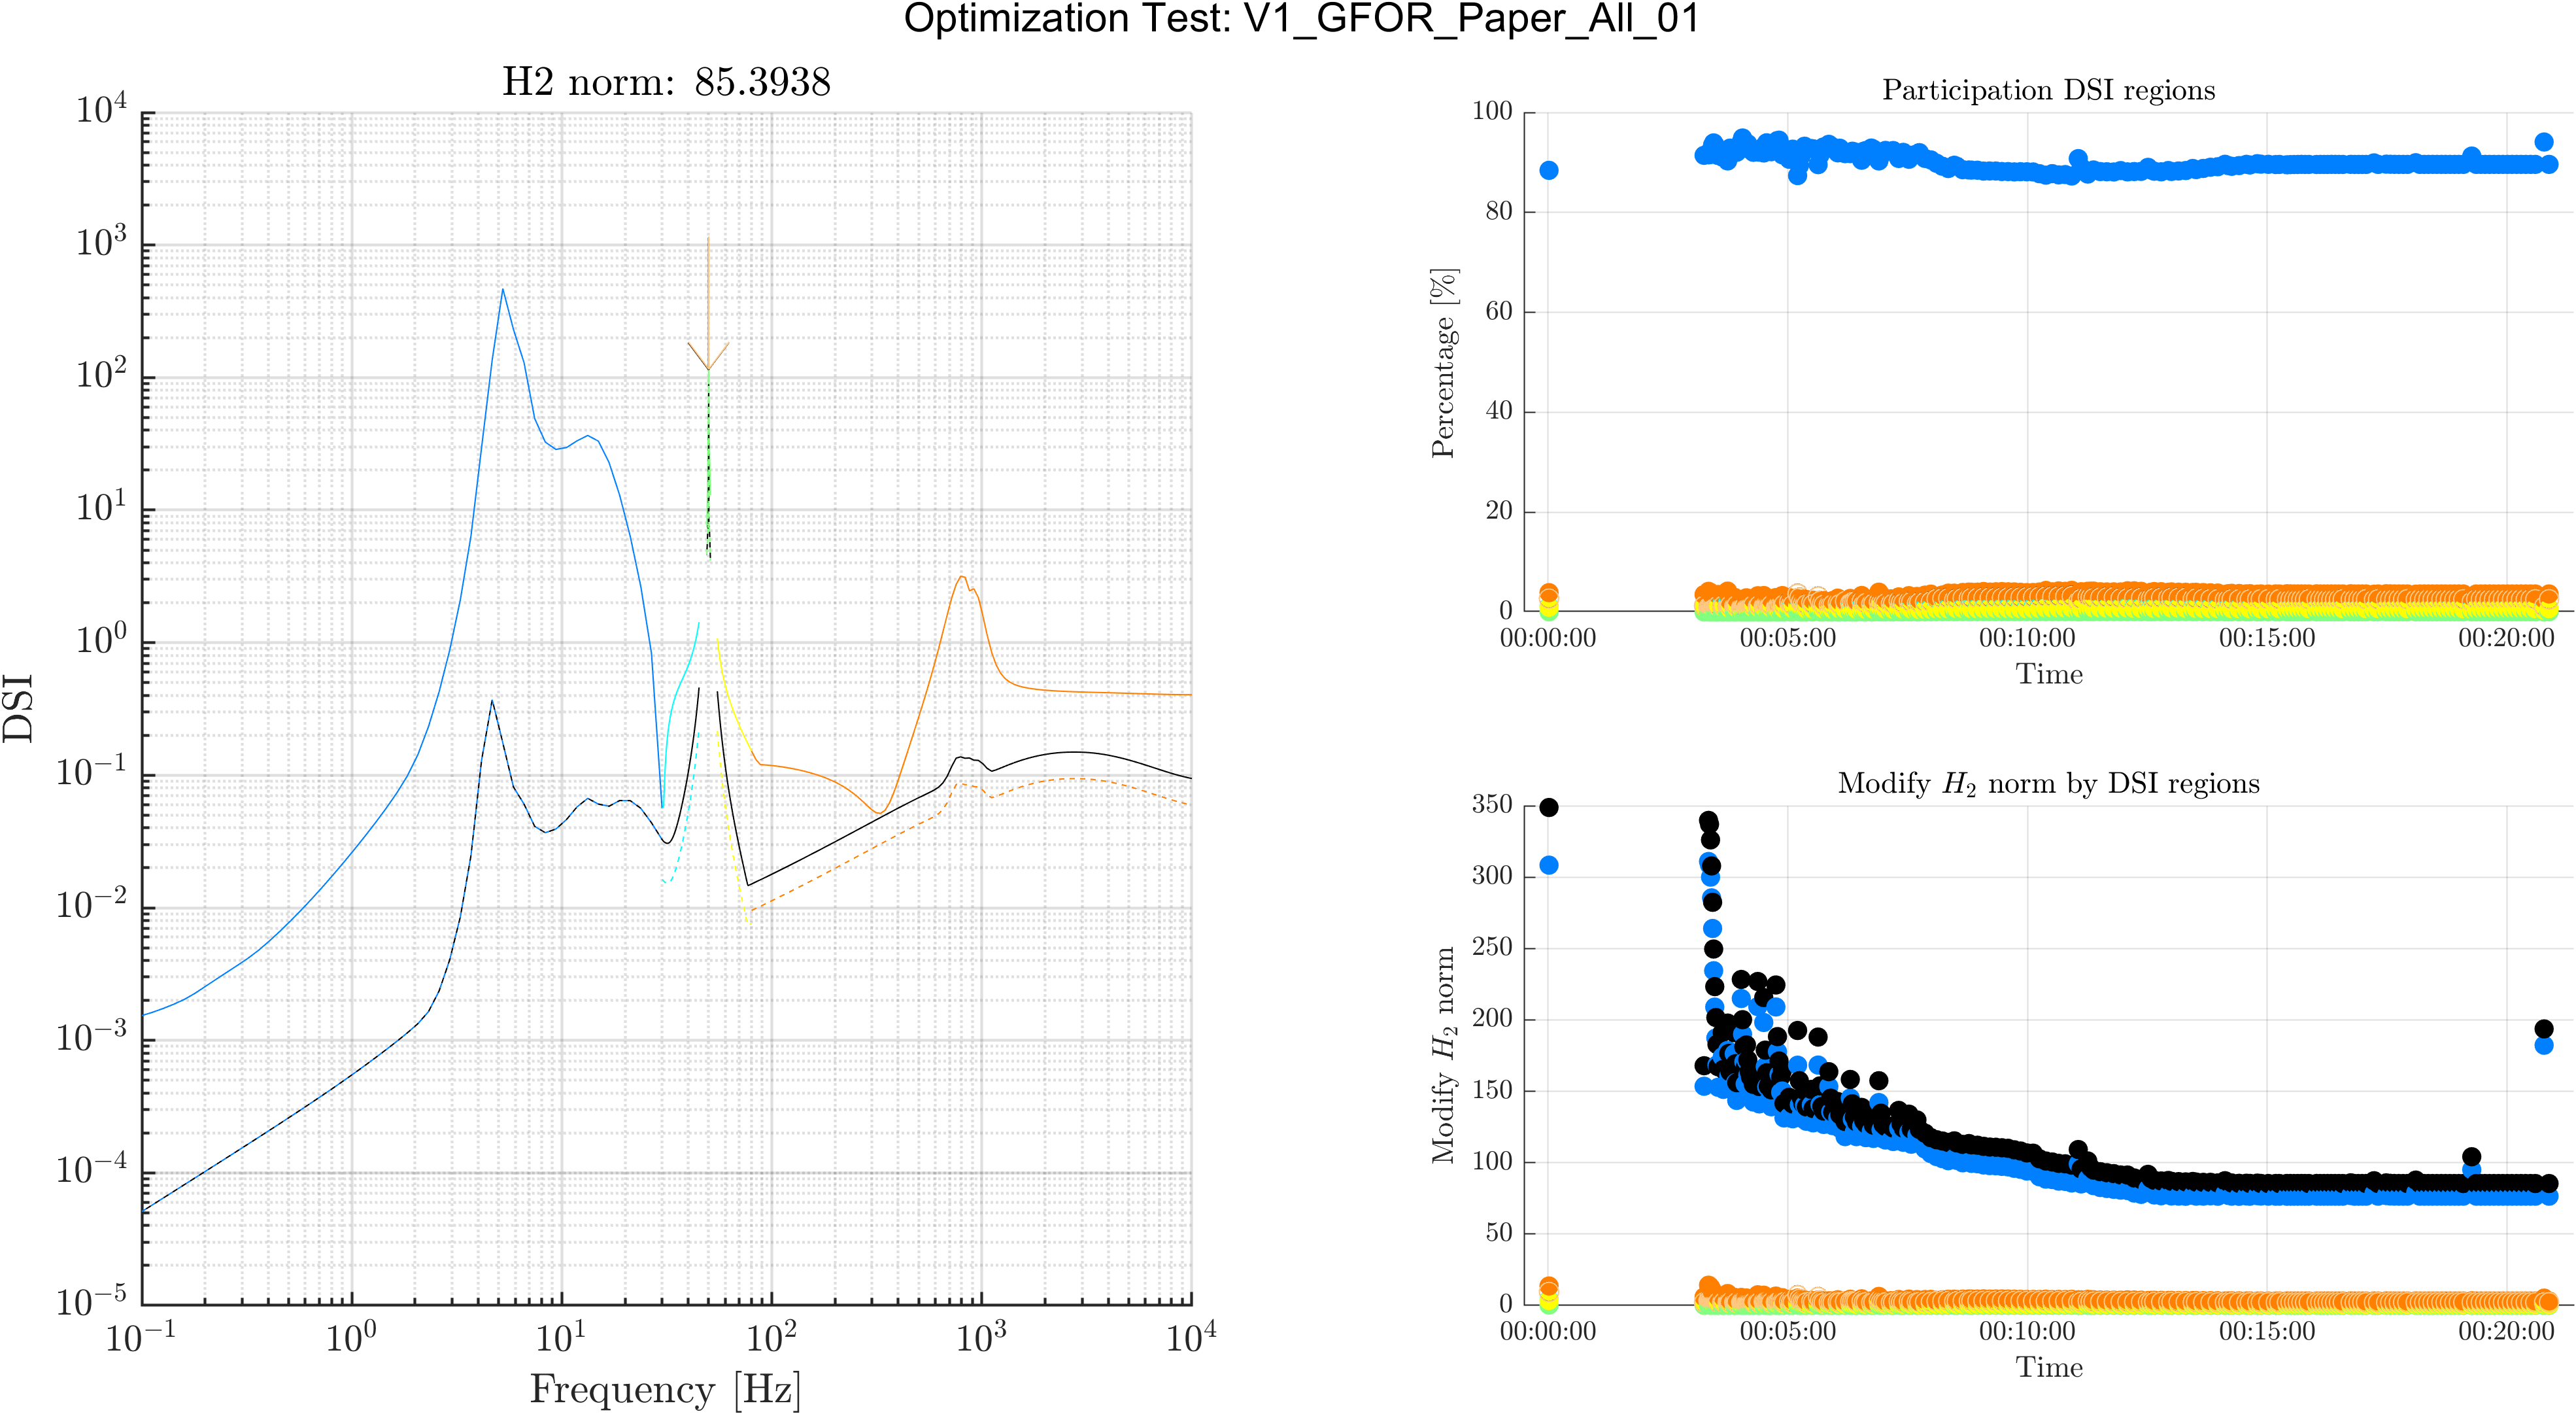 Optimization Test: V1_GFOR_Paper_All_01
H2 norm: 85.3938
10^4
10^3
10^2
10^1
10^0
10^-1
10^-2
10^-3
10^-4
10^-5
DSI
10^-1 10^0 10^1 10^2 10^3 10^4
Frequency [Hz]
Participation DSI regions
100
80
60
40
20
0
Percentage [%]
00:00:00 00:05:00 00:10:00 00:15:00 00:20:00
Time
Modify H_2 norm by DSI regions
350
300
250
200
150
100
50
0
Modify H_2 norm
00:00:00 00:05:00 00:10:00 00:15:00 00:20:00
Time